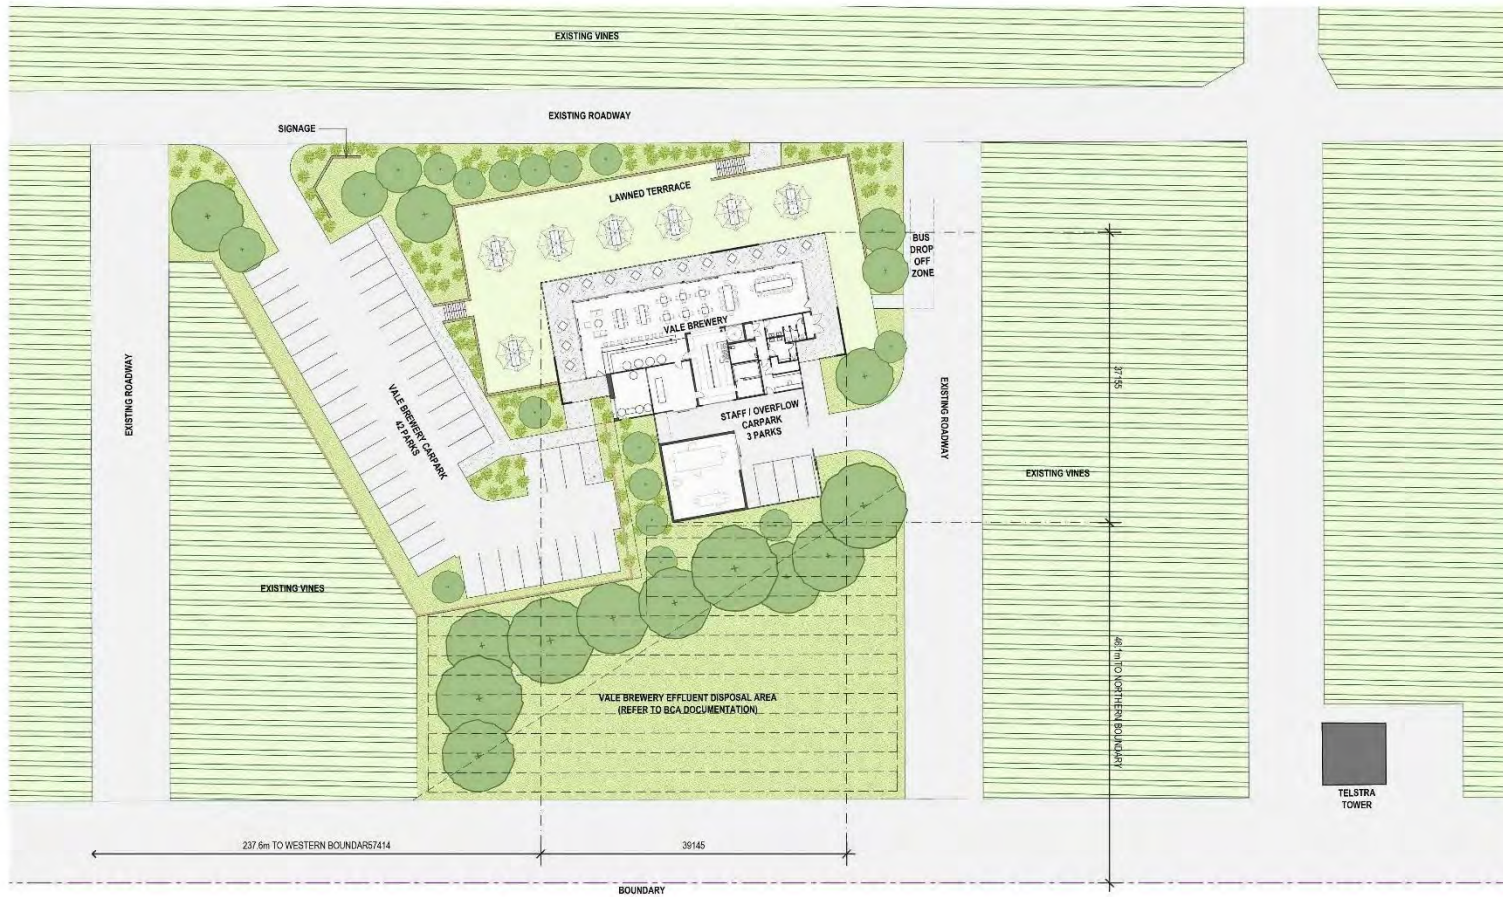 EXISTING VINES
EXISTING ROADWAY
SIGNAGE
LAWNED TERRRACE
BUS
DROP
OFF
ZONE
VALE BREWERY
EXISTING ROADWAY
VALE BREWERY CARPARK
42 PARKS
STAFF / OVERFLOW
CARPARK
3 PARKS
EXISTING ROADWAY
37155
EXISTING VINES
EXISTING VINES
VALE BREWERY EFFLUENT DISPOSAL AREA
(REFER TO BCA DOCUMENTATION)
46.1m TO NORTHERN BOUNDARY
TELSTRA
TOWER
237.6m TO WESTERN BOUNDAR57414
39145
BOUNDARY